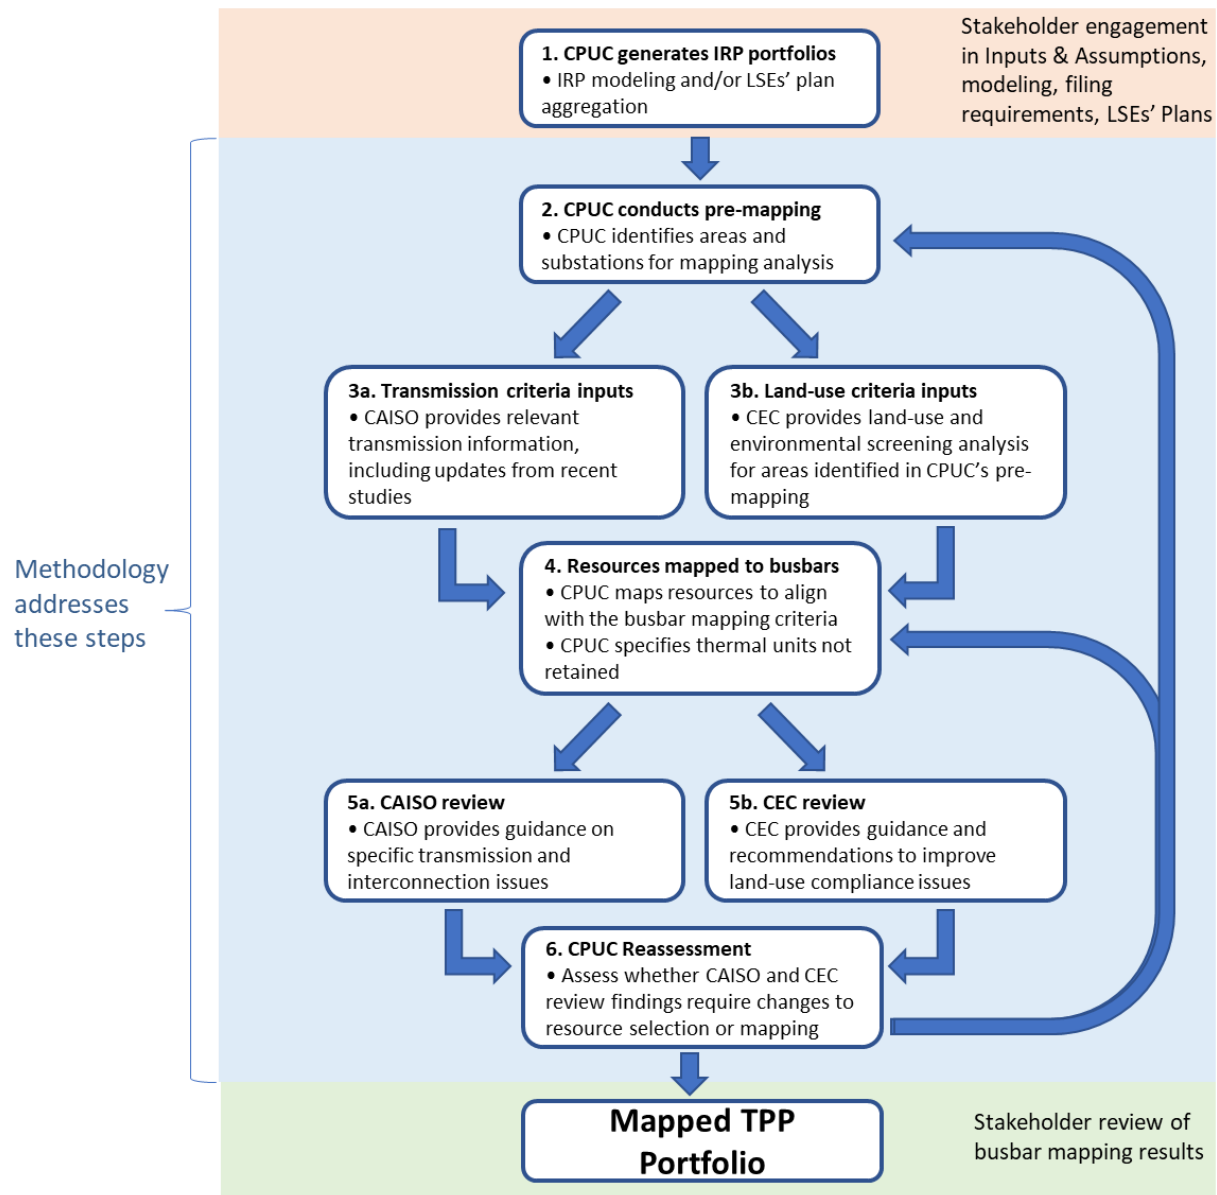 Stakeholder engagement
in Inputs & Assumptions,
modeling, filing
requirements, LSEs’ Plans
1. CPUC generates IRP portfolios
• IRP modeling and/or LSEs’ plan
aggregation
2. CPUC conducts pre-mapping
• CPUC identifies areas and
substations for mapping analysis
3a. Transmission criteria inputs
• CAISO provides relevant
transmission information,
including updates from recent
studies
3b. Land-use criteria inputs
• CEC provides land-use and
environmental screening analysis
for areas identified in CPUC’s pre-
mapping
Methodology
addresses
these steps
4. Resources mapped to busbars
• CPUC maps resources to align
with the busbar mapping criteria
• CPUC specifies thermal units not
retained
5a. CAISO review
• CAISO provides guidance on
specific transmission and
interconnection issues
5b. CEC review
• CEC provides guidance and
recommendations to improve
land-use compliance issues
6. CPUC Reassessment
• Assess whether CAISO and CEC
review findings require changes to
resource selection or mapping
Mapped TPP
Portfolio
Stakeholder review of
busbar mapping results